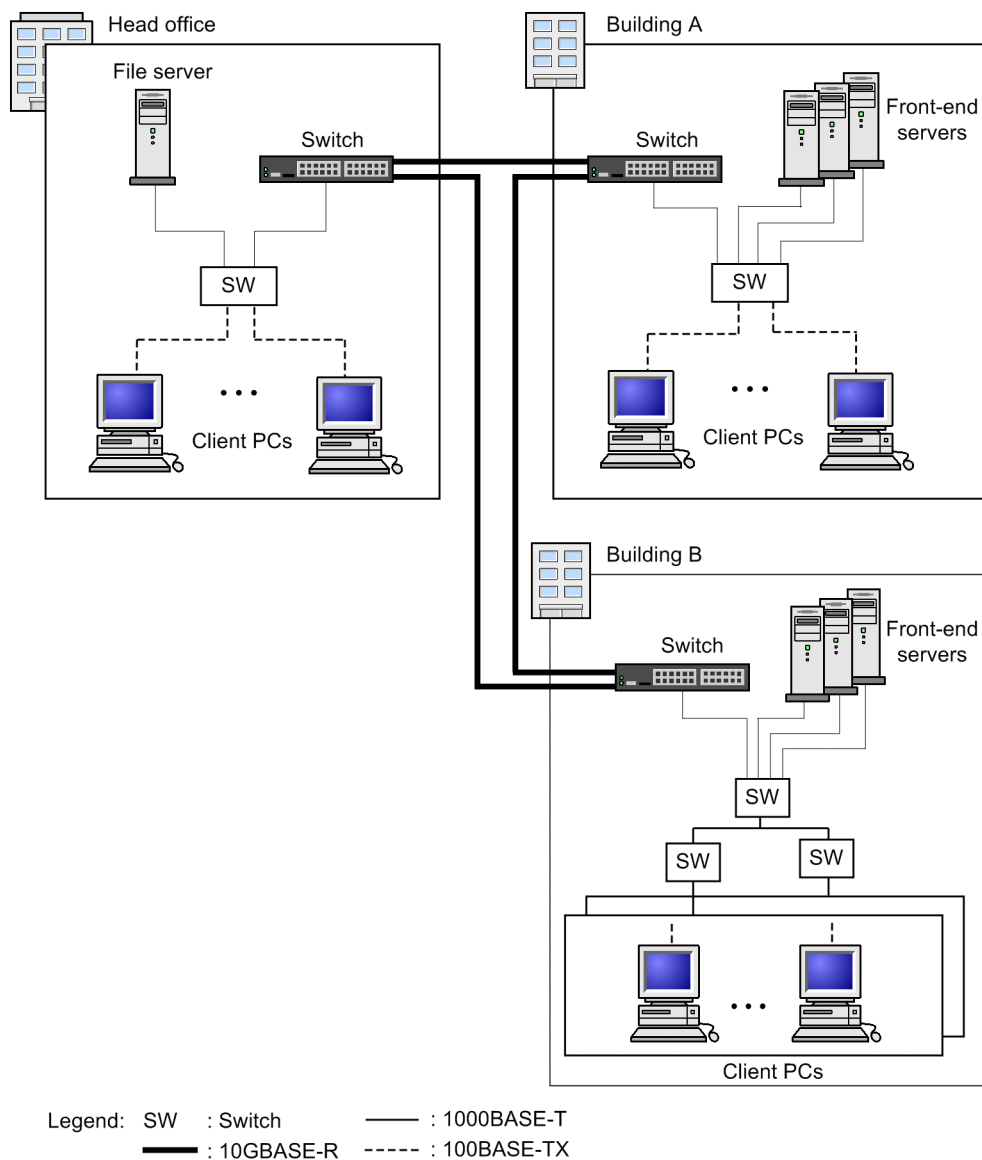 Head office
File server
Switch
SW
• • •
Client PCs
Building A
Front-end
servers
Switch
SW
• • •
Client PCs
Building B
Front-end
servers
Switch
SW
SW
SW
• • •
Client PCs
Legend: SW : Switch : 1000BASE-T
: 10GBASE-R : 100BASE-TX